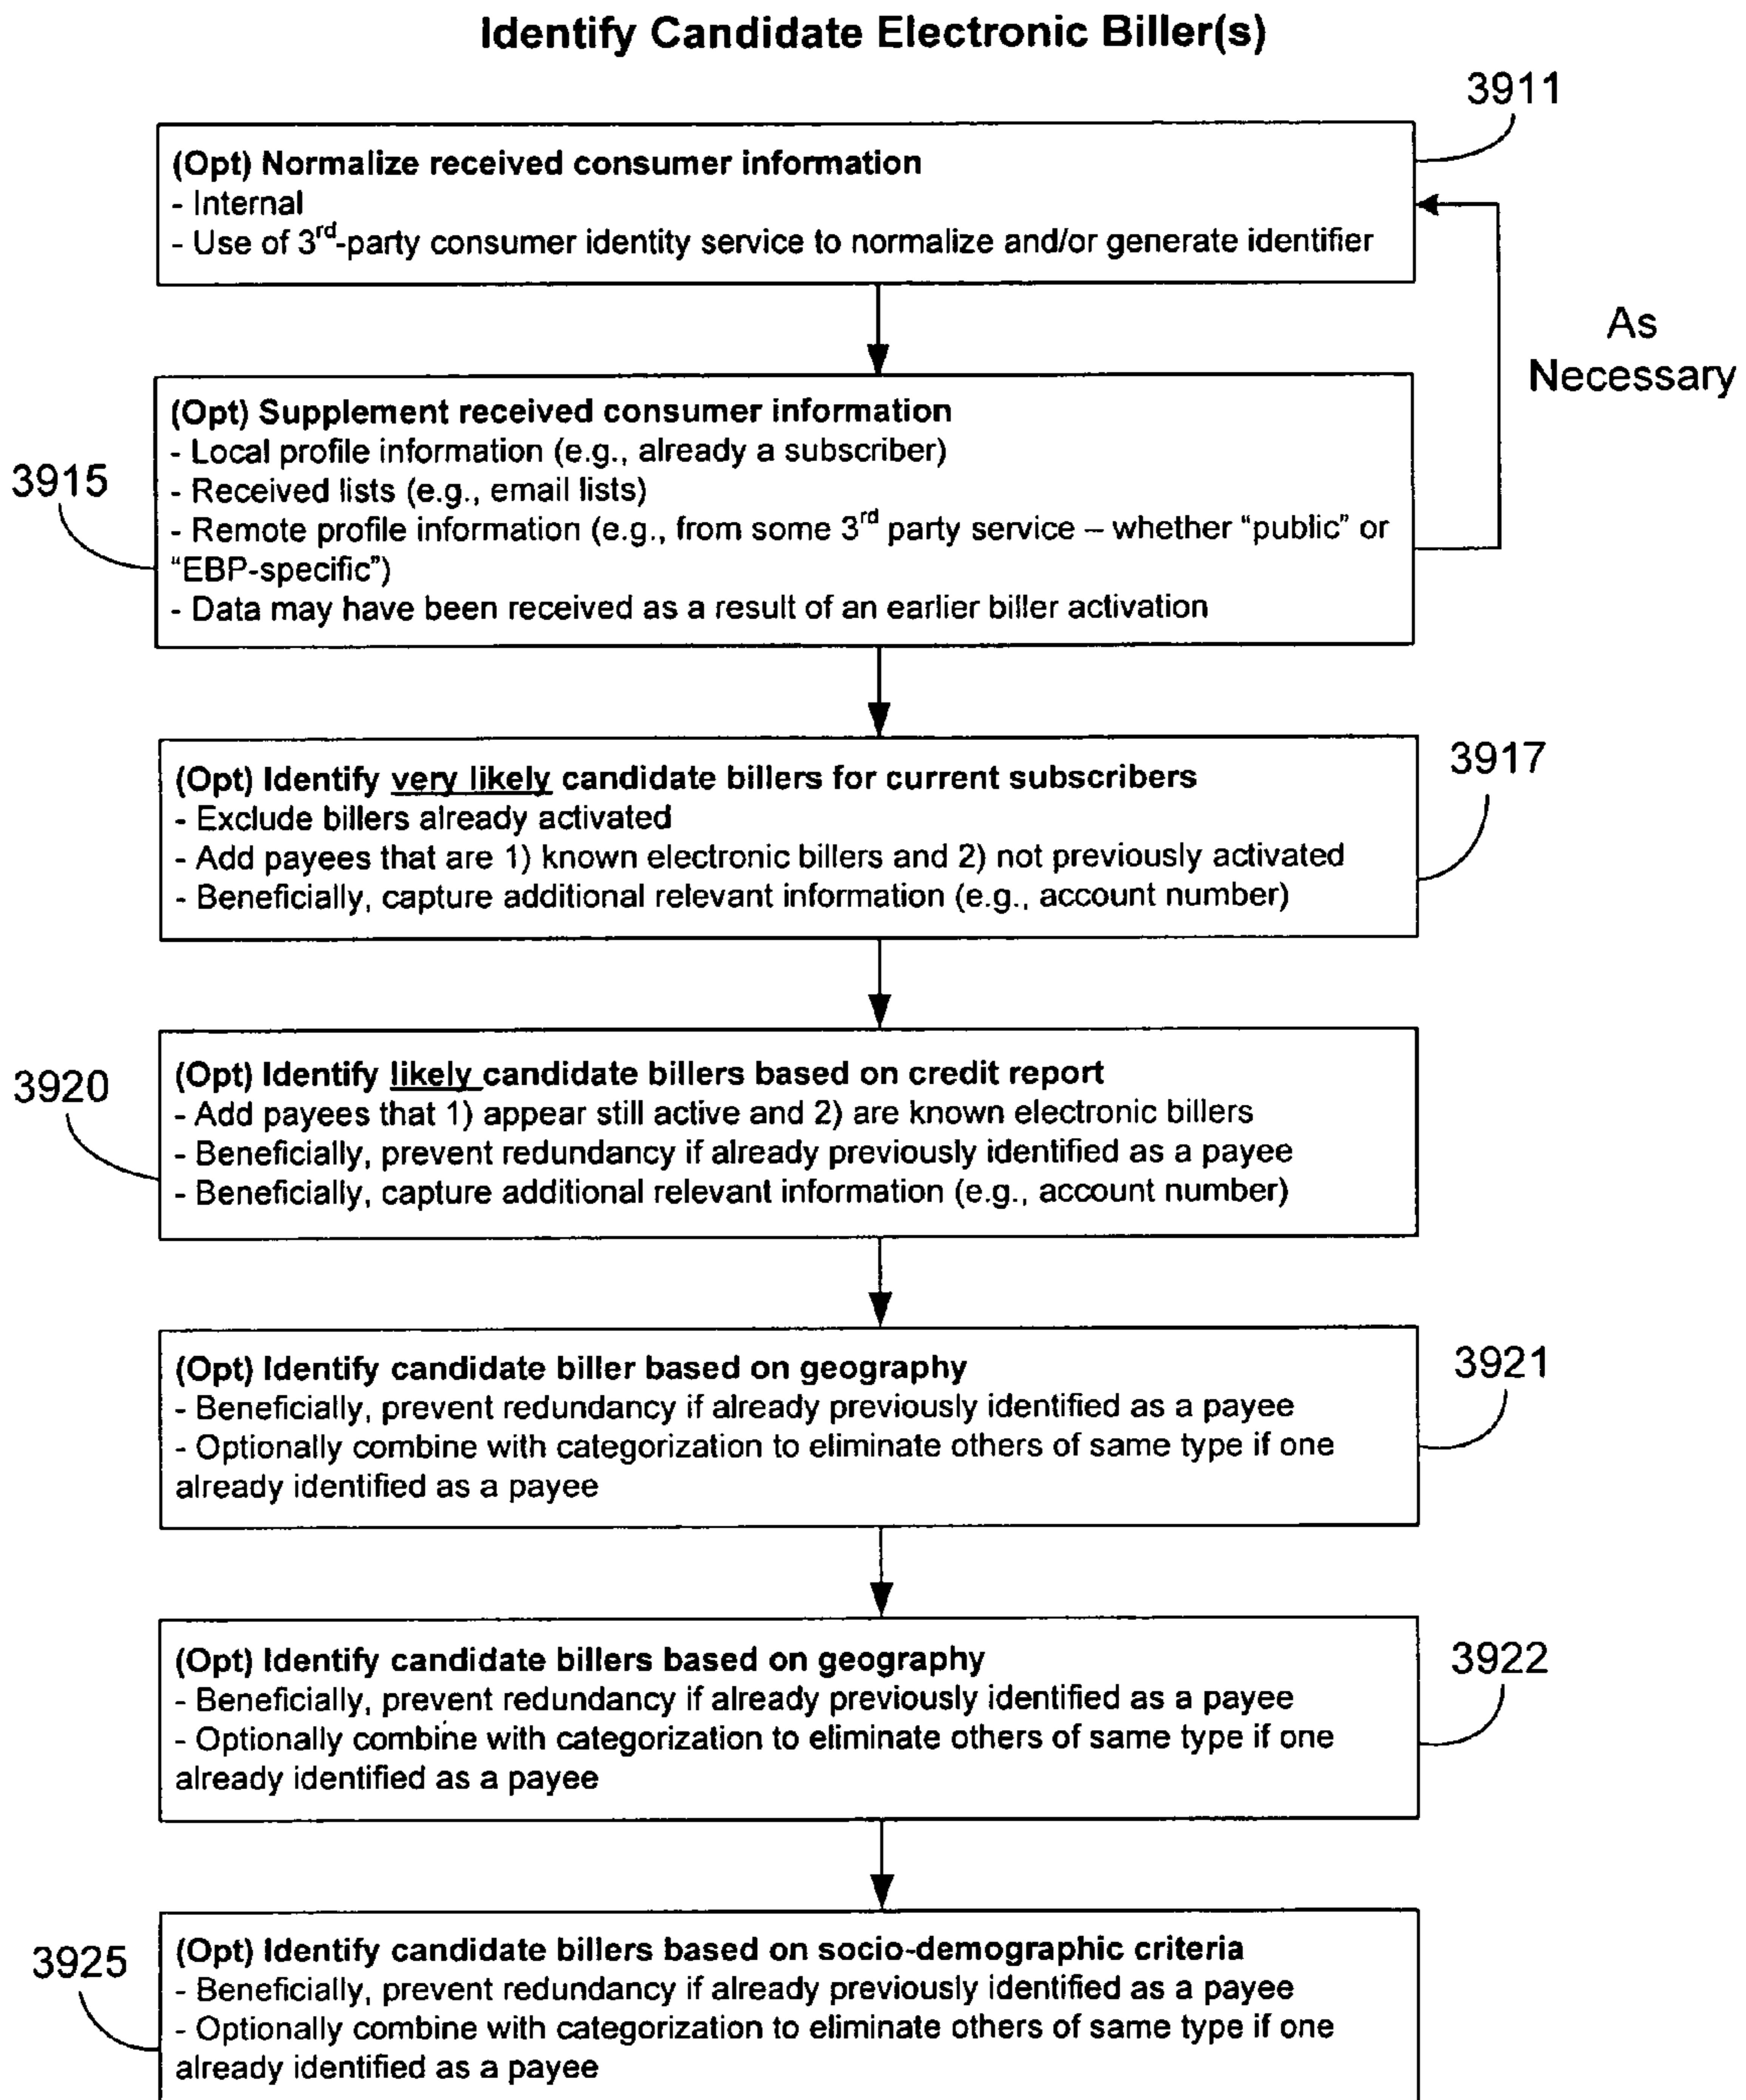 Identify Candidate Electronic Biller(s)
3911
(Opt) Normalize received consumer information
- Internal
- Use of 3rd-party consumer identity service to normalize and/or generate identifier
As
Necessary
3915
(Opt) Supplement received consumer information
- Local profile information (e.g., already a subscriber)
- Received lists (e.g., email lists)
- Remote profile information (e.g., from some 3rd party service – whether “public” or
“EBP-specific”)
- Data may have been received as a result of an earlier biller activation
3917
(Opt) Identify very likely candidate billers for current subscribers
- Exclude billers already activated
- Add payees that are 1) known electronic billers and 2) not previously activated
- Beneficially, capture additional relevant information (e.g., account number)
3920
(Opt) Identify likely candidate billers based on credit report
- Add payees that 1) appear still active and 2) are known electronic billers
- Beneficially, prevent redundancy if already previously identified as a payee
- Beneficially, capture additional relevant information (e.g., account number)
3921
(Opt) Identify candidate biller based on geography
- Beneficially, prevent redundancy if already previously identified as a payee
- Optionally combine with categorization to eliminate others of same type if one
already identified as a payee
3922
(Opt) Identify candidate billers based on geography
- Beneficially, prevent redundancy if already previously identified as a payee
- Optionally combine with categorization to eliminate others of same type if one
already identified as a payee
3925
(Opt) Identify candidate billers based on socio-demographic criteria
- Beneficially, prevent redundancy if already previously identified as a payee
- Optionally combine with categorization to eliminate others of same type if one
already identified as a payee